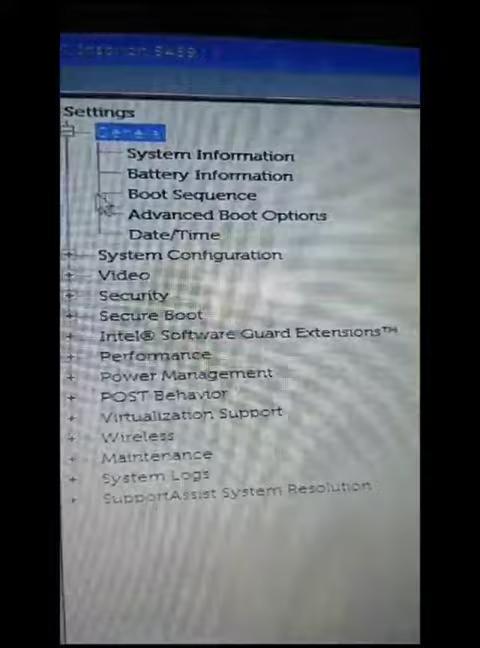 Settings
General
System Information
Battery Information
Boot Sequence
Advanced Boot Options
Date/Time
System Configuration
Video
Security
Secure Boot
Intel® Software Guard Extensions™
Performance
Power Management
POST Behavior
Virtualization Support
Wireless
Maintenance
System Logs
SupportAssist System Resolution